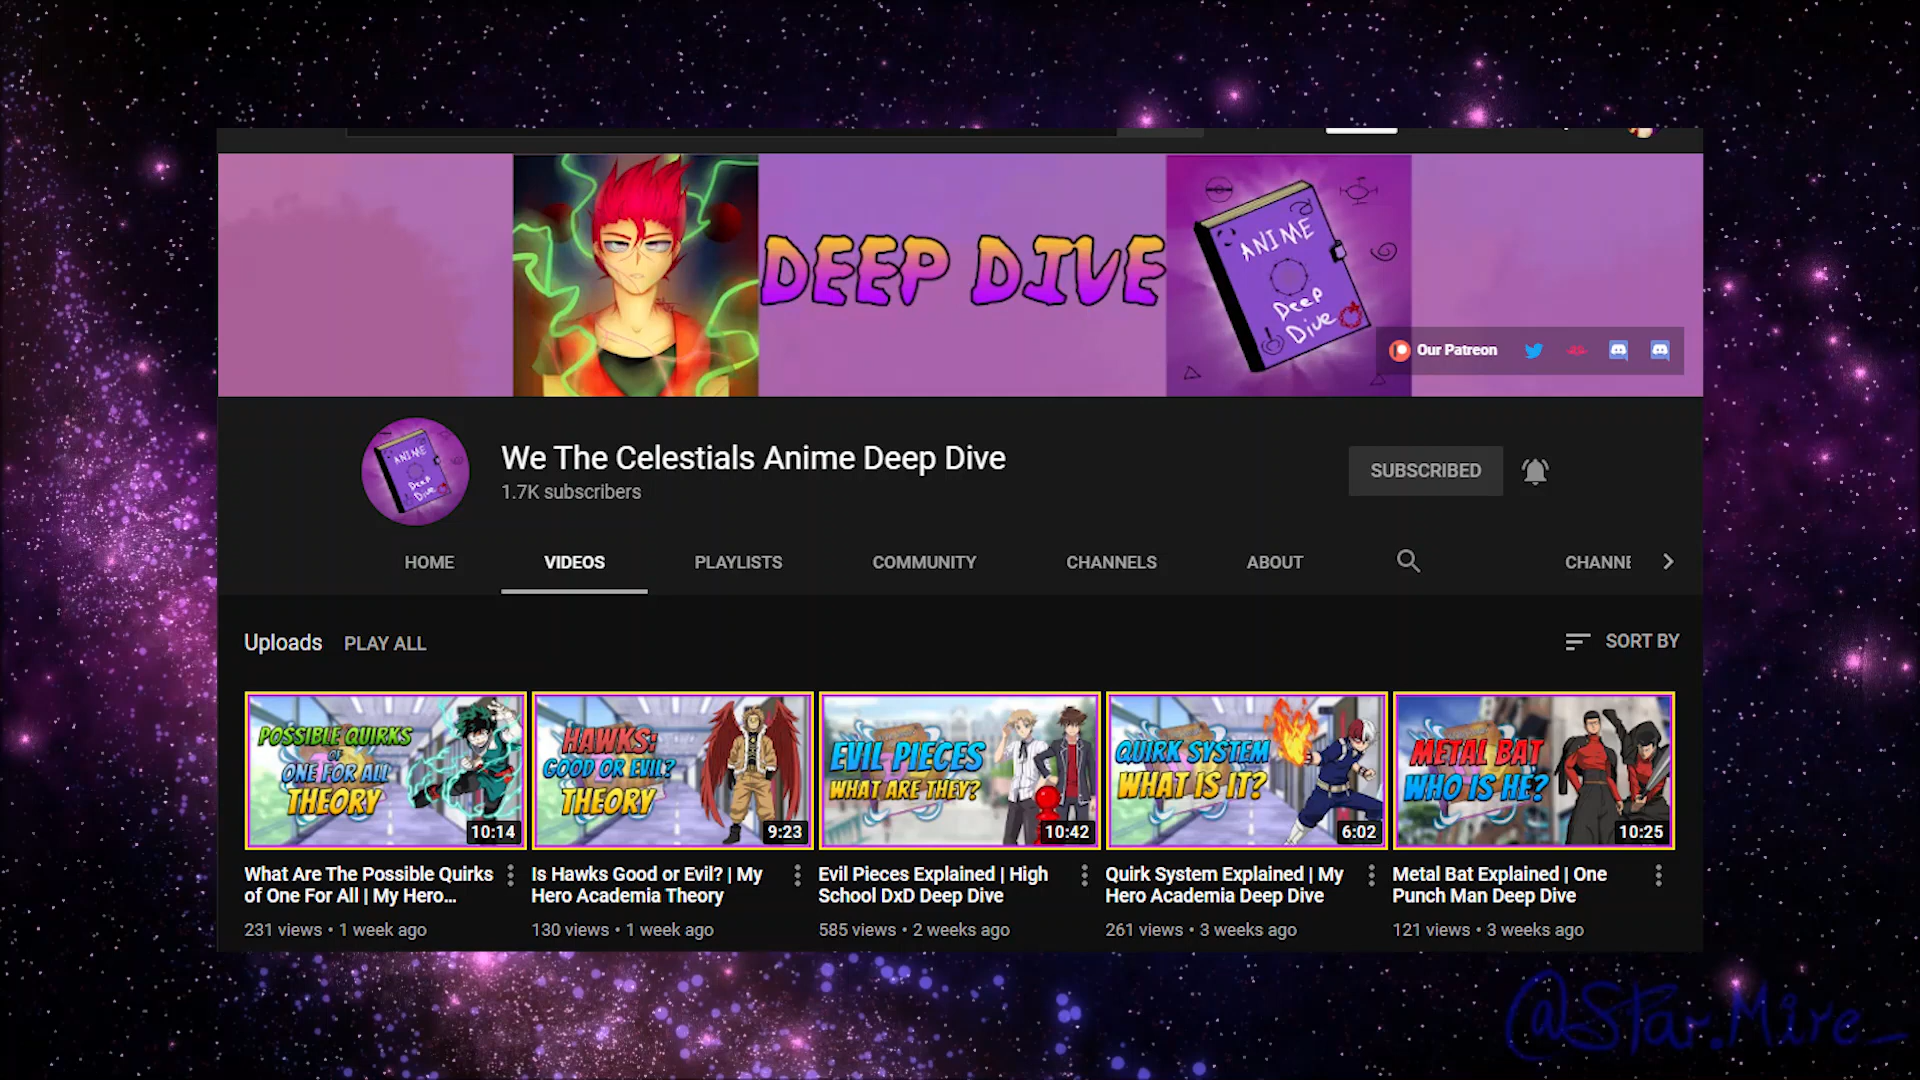 DEEP DIVE
ANIME
Deep
Dive
Our Patreon
ANIME
Deep
Dive
We The Celestials Anime Deep Dive
1.7K subscribers
SUBSCRIBED
HOME
VIDEOS
PLAYLISTS
COMMUNITY
CHANNELS
ABOUT
CHANNE
Uploads
PLAY ALL
SORT BY
POSSIBLE QUIRKS
OF
ONE FOR ALL
THEORY
10:14
HAWKS:
GOOD OR EVIL?
THEORY
9:23
EVIL PIECES
WHAT ARE THEY?
10:42
QUIRK SYSTEM
WHAT IS IT?
6:02
METAL BAT
WHO IS HE?
10:25
What Are The Possible Quirks
of One For All | My Hero...
231 views • 1 week ago
Is Hawks Good or Evil? | My
Hero Academia Theory
130 views • 1 week ago
Evil Pieces Explained | High
School DxD Deep Dive
585 views • 2 weeks ago
Quirk System Explained | My
Hero Academia Deep Dive
261 views • 3 weeks ago
Metal Bat Explained | One
Punch Man Deep Dive
121 views • 3 weeks ago
@Star.Mire_